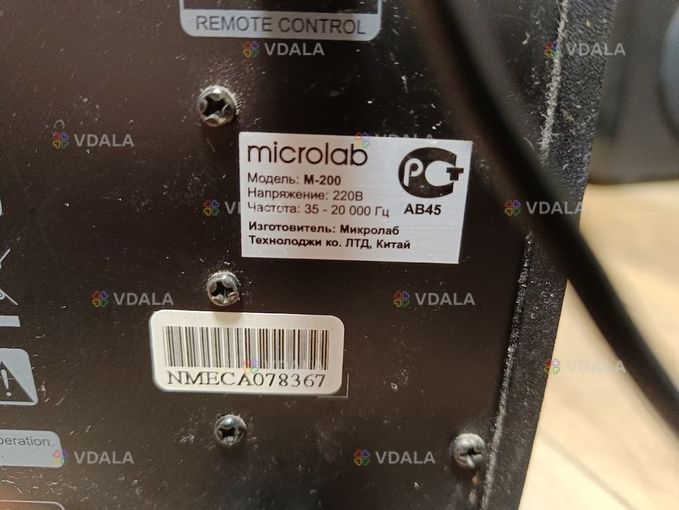 REMOTE CONTROL
VDALA VDALA
VDALA VDALA
microlab
Модель: M-200
Напряжение: 220В
Частота: 35 - 20 000 Гц
РСТ
АВ45
Изготовитель: Микролаб
Технолоджи ко. ЛТД, Китай
VDALA VDALA
VDALA VDALA
NMECA078367
VDALA VDALA
peration.
VDALA VDALA